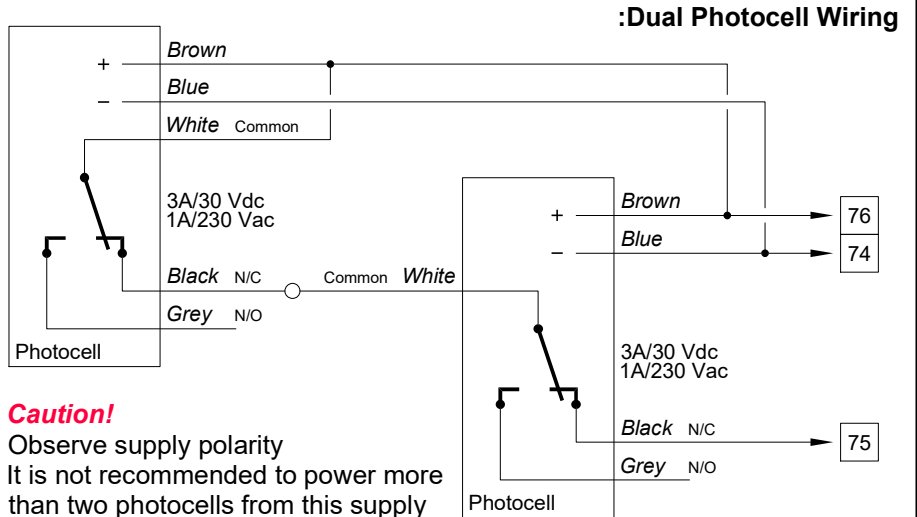 :Dual Photocell Wiring
Brown
+
Blue
−
White Common
3A/30 Vdc
1A/230 Vac
Black N/C
Grey N/O
Photocell
Common White
Brown
+
76
Blue
−
74
3A/30 Vdc
1A/230 Vac
Black N/C
75
Grey N/O
Photocell
Caution!
Observe supply polarity
It is not recommended to power more
than two photocells from this supply